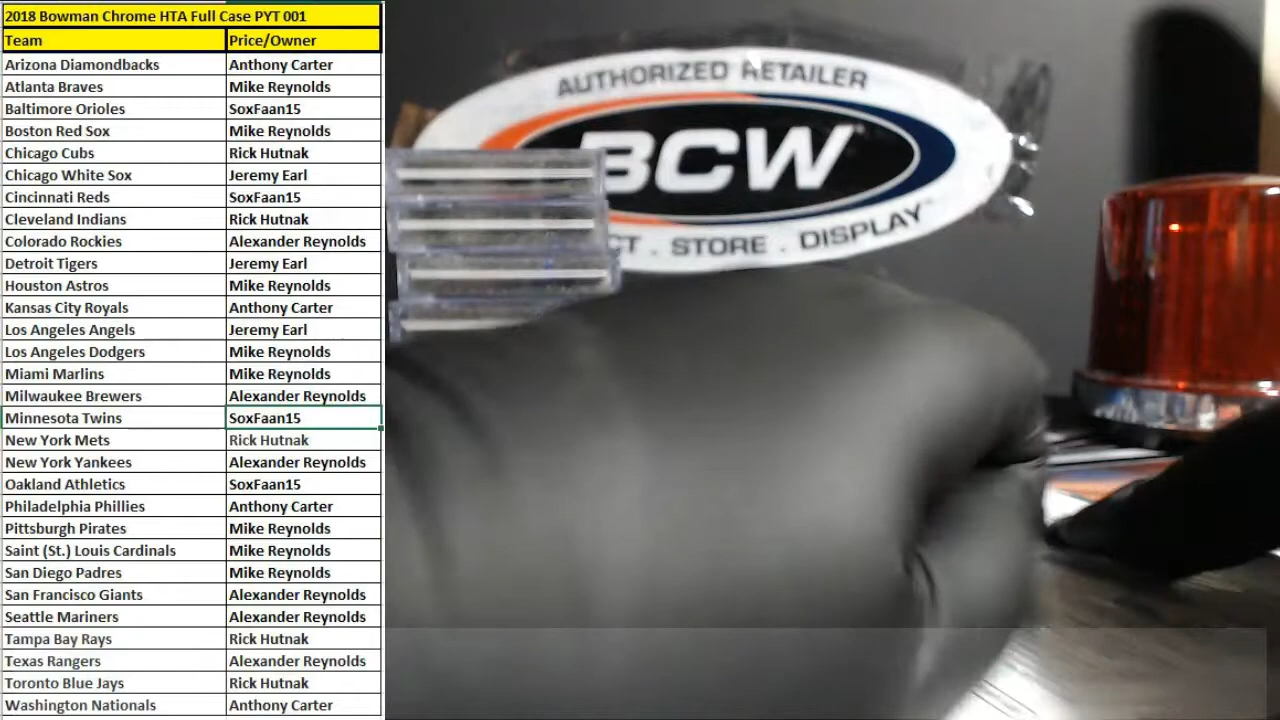 2018 Bowman Chrome HTA Full Case PYT 001
Team Price/Owner
Arizona Diamondbacks Anthony Carter
Atlanta Braves Mike Reynolds
Baltimore Orioles SoxFaan15
Boston Red Sox Mike Reynolds
Chicago Cubs Rick Hutnak
Chicago White Sox Jeremy Earl
Cincinnati Reds SoxFaan15
Cleveland Indians Rick Hutnak
Colorado Rockies Alexander Reynolds
Detroit Tigers Jeremy Earl
Houston Astros Mike Reynolds
Kansas City Royals Anthony Carter
Los Angeles Angels Jeremy Earl
Los Angeles Dodgers Mike Reynolds
Miami Marlins Mike Reynolds
Milwaukee Brewers Alexander Reynolds
Minnesota Twins SoxFaan15
New York Mets Rick Hutnak
New York Yankees Alexander Reynolds
Oakland Athletics SoxFaan15
Philadelphia Phillies Anthony Carter
Pittsburgh Pirates Mike Reynolds
Saint (St.) Louis Cardinals Mike Reynolds
San Diego Padres Mike Reynolds
San Francisco Giants Alexander Reynolds
Seattle Mariners Alexander Reynolds
Tampa Bay Rays Rick Hutnak
Texas Rangers Alexander Reynolds
Toronto Blue Jays Rick Hutnak
Washington Nationals Anthony Carter
AUTHORIZED RETAILER
BCW
. STORE . DISPLAY